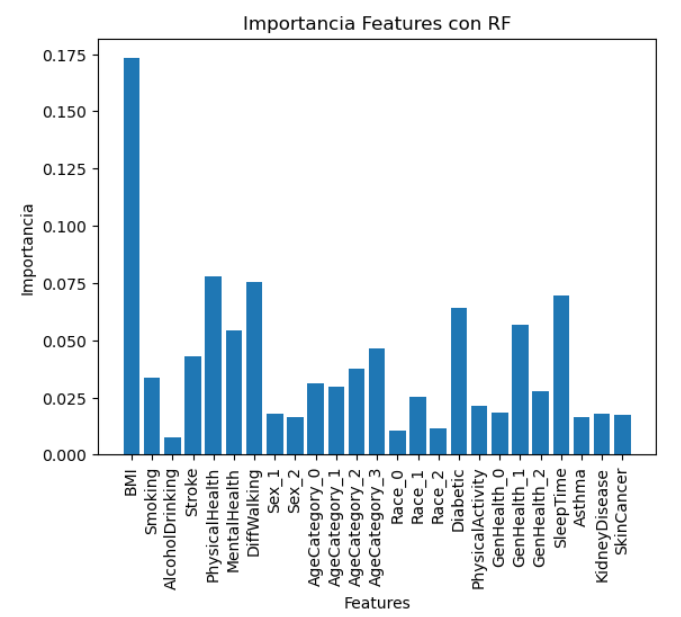 Importancia Features con RF
Importancia
0.175
0.150
0.125
0.100
0.075
0.050
0.025
0.000
BMI
Smoking
AlcoholDrinking
Stroke
PhysicalHealth
MentalHealth
DiffWalking
Sex_1
Sex_2
AgeCategory_0
AgeCategory_1
AgeCategory_2
AgeCategory_3
Race_0
Race_1
Race_2
Diabetic
PhysicalActivity
GenHealth_0
GenHealth_1
GenHealth_2
SleepTime
Asthma
KidneyDisease
SkinCancer
Features